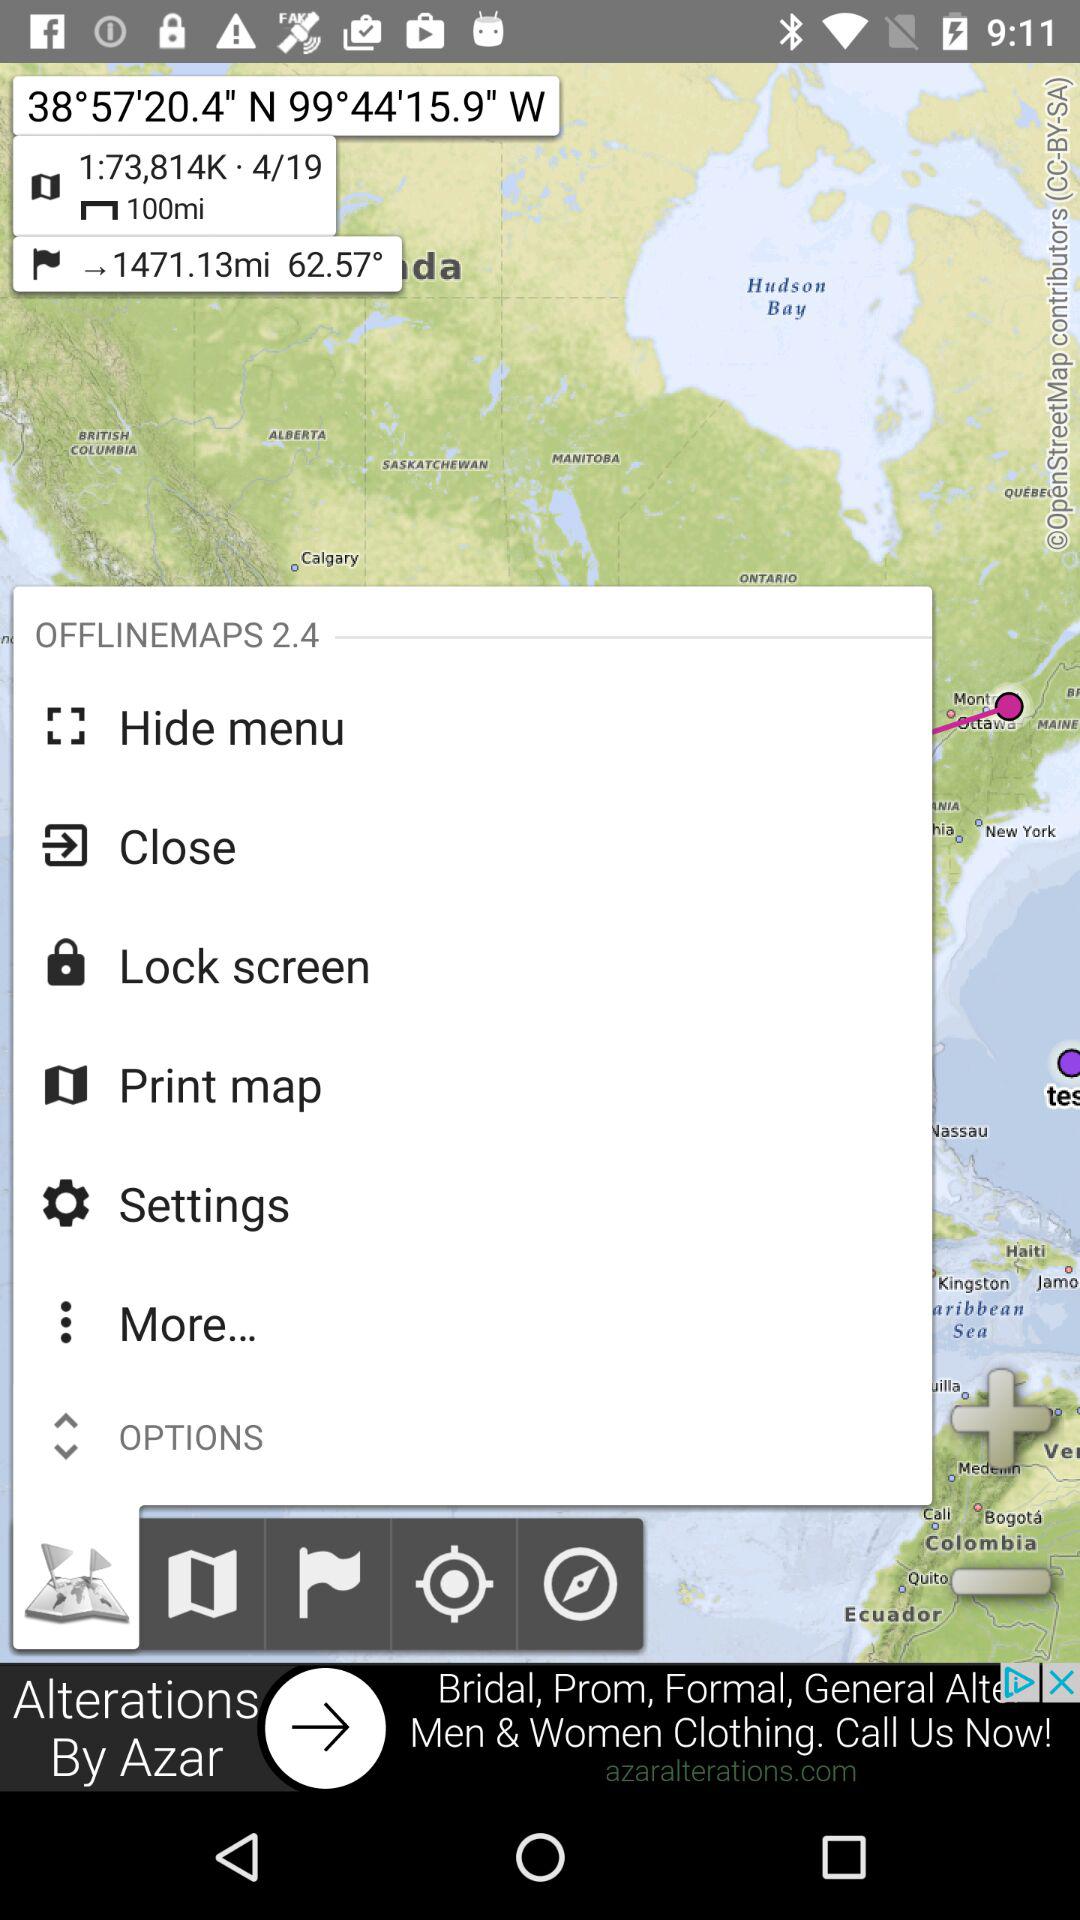 FAKE
9:11
38°57'20.4" N 99°44'15.9" W
1:73,814K · 4/19
100mi
→1471.13mi 62.57°
©OpenStreetMap contributors (CC-BY-SA)
Hudson
Bay
BRITISH
COLUMBIA
ALBERTA
SASKATCHEWAN
MANITOBA
QUÉBEC
Calgary
ONTARIO
OFFLINEMAPS 2.4
Hide menu
Close
Lock screen
Print map
Settings
More...
OPTIONS
Ottawa
MAINE
New York
tes
Nassau
Haiti
Kingston
Jamo
aribbean
Sea
uilla
Ver
Medellín
Cali
Bogotá
Colombia
Quito
Ecuador
Alterations
By Azar
Bridal, Prom, Formal, General Alte
Men & Women Clothing. Call Us Now!
azaralterations.com